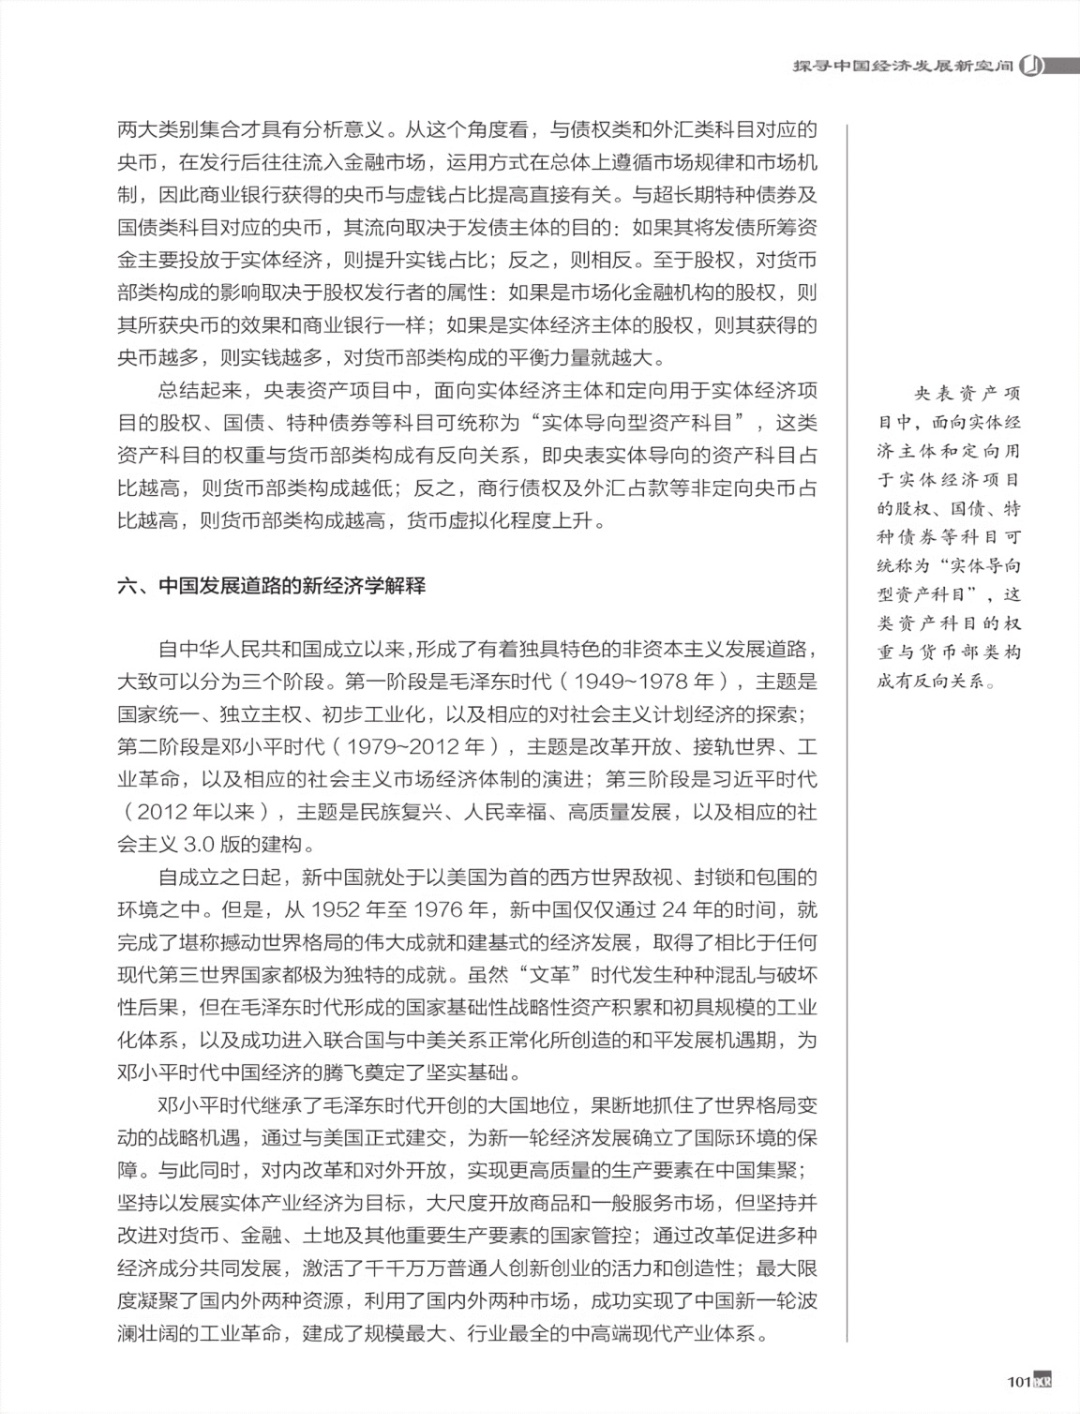 探寻中国经济发展新空间
两大类别集合才具有分析意义。从这个角度看，与债权类和外汇类科目对应的
央币，在发行后往往流入金融市场，运用方式在总体上遵循市场规律和市场机
制，因此商业银行获得的央币与虚钱占比提高直接有关。与超长期特种债券及
国债类科目对应的央币，其流向取决于发债主体的目的：如果其将发债所筹资
金主要投放于实体经济，则提升实钱占比；反之，则相反。至于股权，对货币
部类构成的影响取决于股权发行者的属性：如果是市场化金融机构的股权，则
其所获央币的效果和商业银行一样；如果是实体经济主体的股权，则其获得的
央币越多，则实钱越多，对货币部类构成的平衡力量就越大。
总结起来，央表资产项目中，面向实体经济主体和定向用于实体经济项
目的股权、国债、特种债券等科目可统称为“实体导向型资产科目”，这类
资产科目的权重与货币部类构成有反向关系，即央表实体导向的资产科目占
比越高，则货币部类构成越低；反之，商行债权及外汇占款等非定向央币占
比越高，则货币部类构成越高，货币虚拟化程度上升。
六、中国发展道路的新经济学解释
自中华人民共和国成立以来，形成了有着独具特色的非资本主义发展道路，
大致可以分为三个阶段。第一阶段是毛泽东时代（1949~1978 年），主题是
国家统一、独立主权、初步工业化，以及相应的对社会主义计划经济的探索；
第二阶段是邓小平时代（1979~2012 年），主题是改革开放、接轨世界、工
业革命，以及相应的社会主义市场经济体制的演进；第三阶段是习近平时代
（2012 年以来），主题是民族复兴、人民幸福、高质量发展，以及相应的社
会主义 3.0 版的建构。
自成立之日起，新中国就处于以美国为首的西方世界敌视、封锁和包围的
环境之中。但是，从 1952 年至 1976 年，新中国仅仅通过 24 年的时间，就
完成了堪称撼动世界格局的伟大成就和建基式的经济发展，取得了相比于任何
现代第三世界国家都极为独特的成就。虽然“文革”时代发生种种混乱与破坏
性后果，但在毛泽东时代形成的国家基础性战略性资产积累和初具规模的工业
化体系，以及成功进入联合国与中美关系正常化所创造的和平发展机遇期，为
邓小平时代中国经济的腾飞奠定了坚实基础。
邓小平时代继承了毛泽东时代开创的大国地位，果断地抓住了世界格局变
动的战略机遇，通过与美国正式建交，为新一轮经济发展确立了国际环境的保
障。与此同时，对内改革和对外开放，实现更高质量的生产要素在中国集聚；
坚持以发展实体产业经济为目标，大尺度开放商品和一般服务市场，但坚持并
改进对货币、金融、土地及其他重要生产要素的国家管控；通过改革促进多种
经济成分共同发展，激活了千千万万普通人创新创业的活力和创造性；最大限
度凝聚了国内外两种资源，利用了国内外两种市场，成功实现了中国新一轮波
澜壮阔的工业革命，建成了规模最大、行业最全的中高端现代产业体系。
央表资产项
目中，面向实体经
济主体和定向用
于实体经济项目
的股权、国债、特
种债券等科目可
统称为“实体导向
型资产科目”，这
类资产科目的权
重与货币部类构
成有反向关系。
101